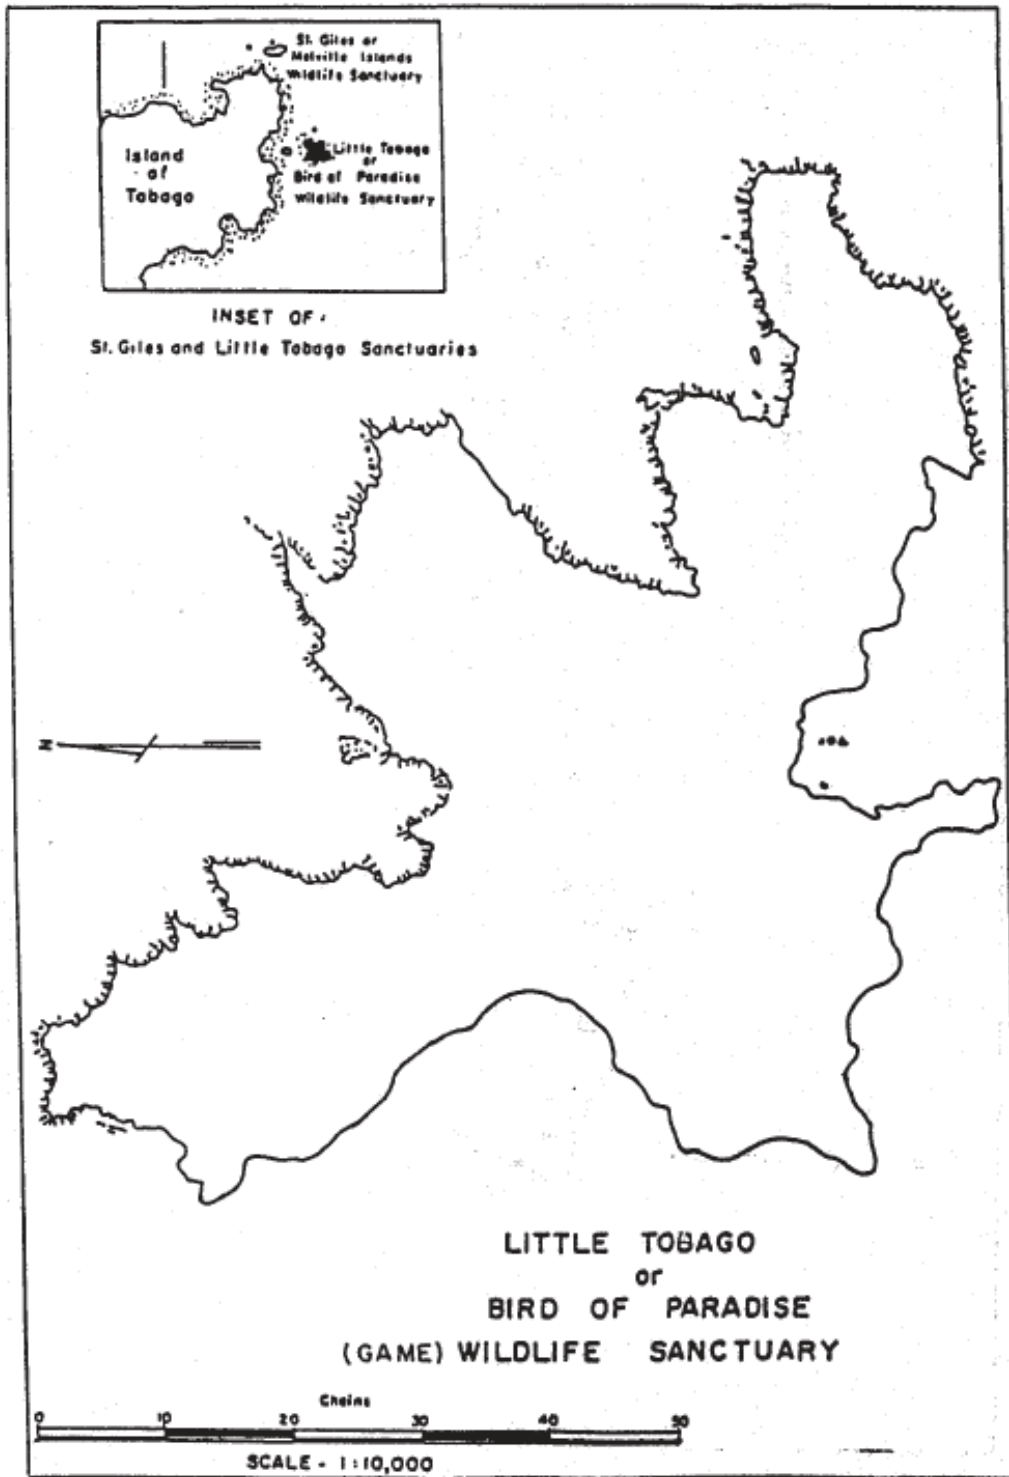 St. Giles or
Melville Islands
Wildlife Sanctuary
Island
of
Tobago
Little Tobago
or
Bird of Paradise
Wildlife Sanctuary
INSET OF
St. Giles and Little Tobago Sanctuaries
N
LITTLE TOBAGO
or
BIRD OF PARADISE
(GAME) WILDLIFE SANCTUARY
Chains
0 10 20 30 40 50
SCALE - 1:10,000